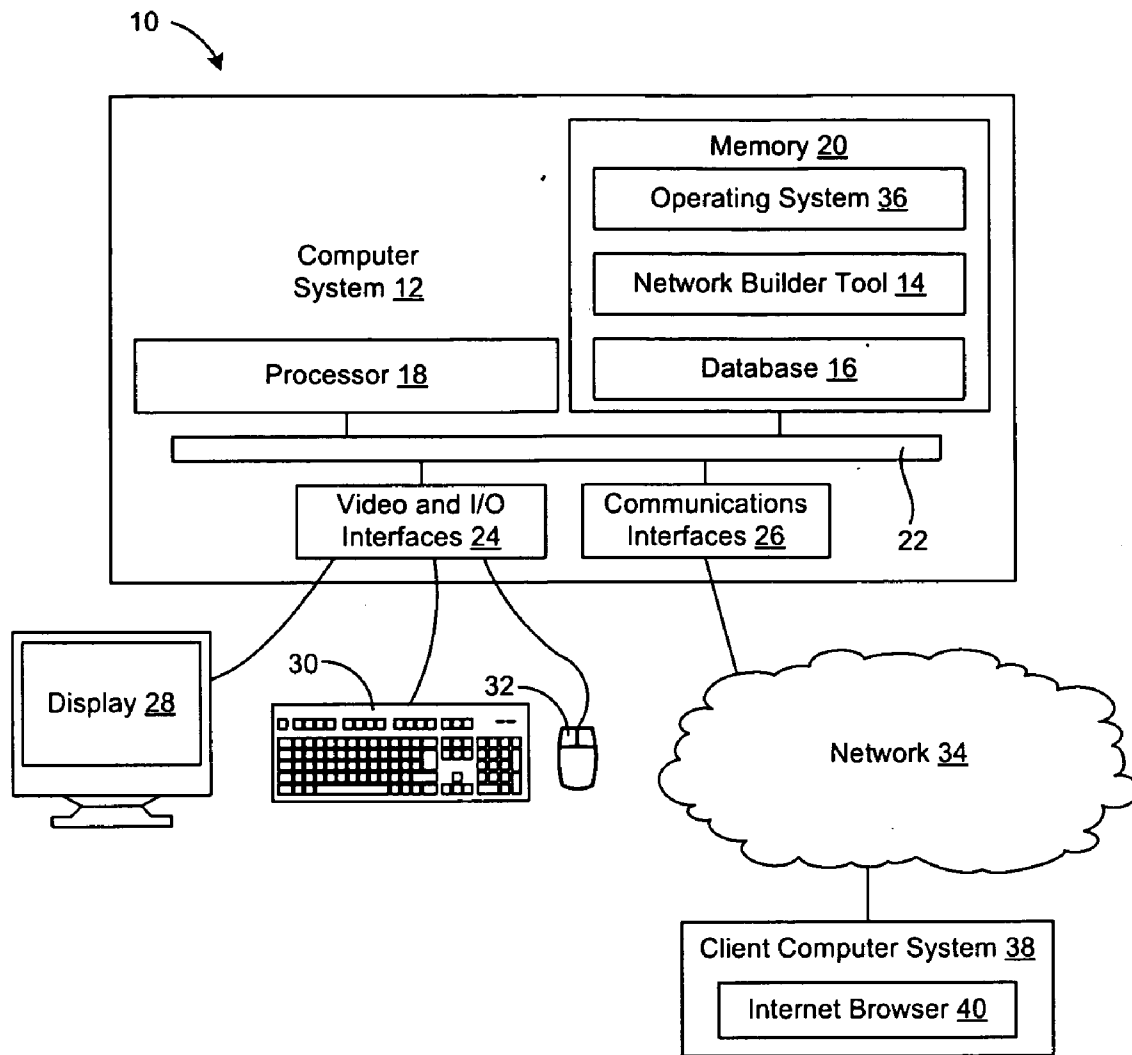 10
Memory 20
Operating System 36
Computer
System 12
Network Builder Tool 14
Processor 18
Database 16
Video and I/O
Interfaces 24
Communications
Interfaces 26
22
30
32
Display 28
Network 34
Client Computer System 38
Internet Browser 40